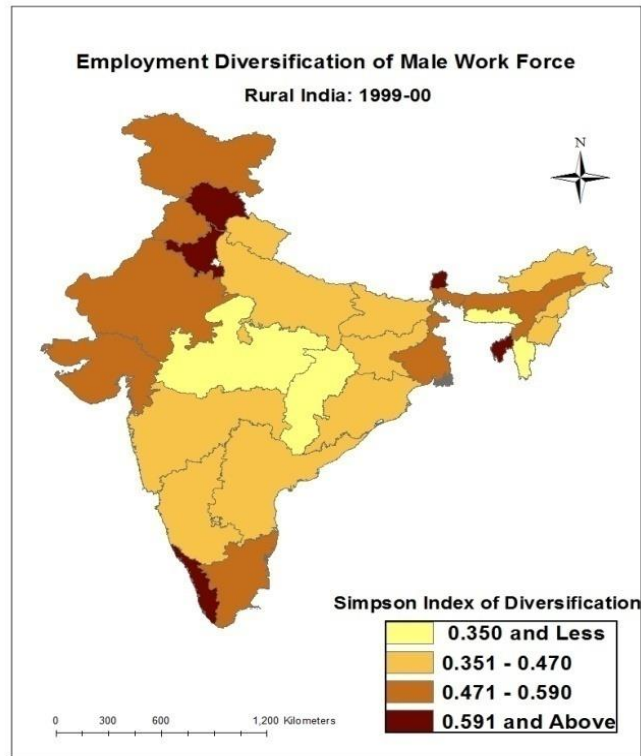 Employment Diversification of Male Work Force
Rural India: 1999-00
N
Simpson Index of Diversification
0.350 and Less
0.351 - 0.470
0.471 - 0.590
0.591 and Above
0 300 600 1,200 Kilometers